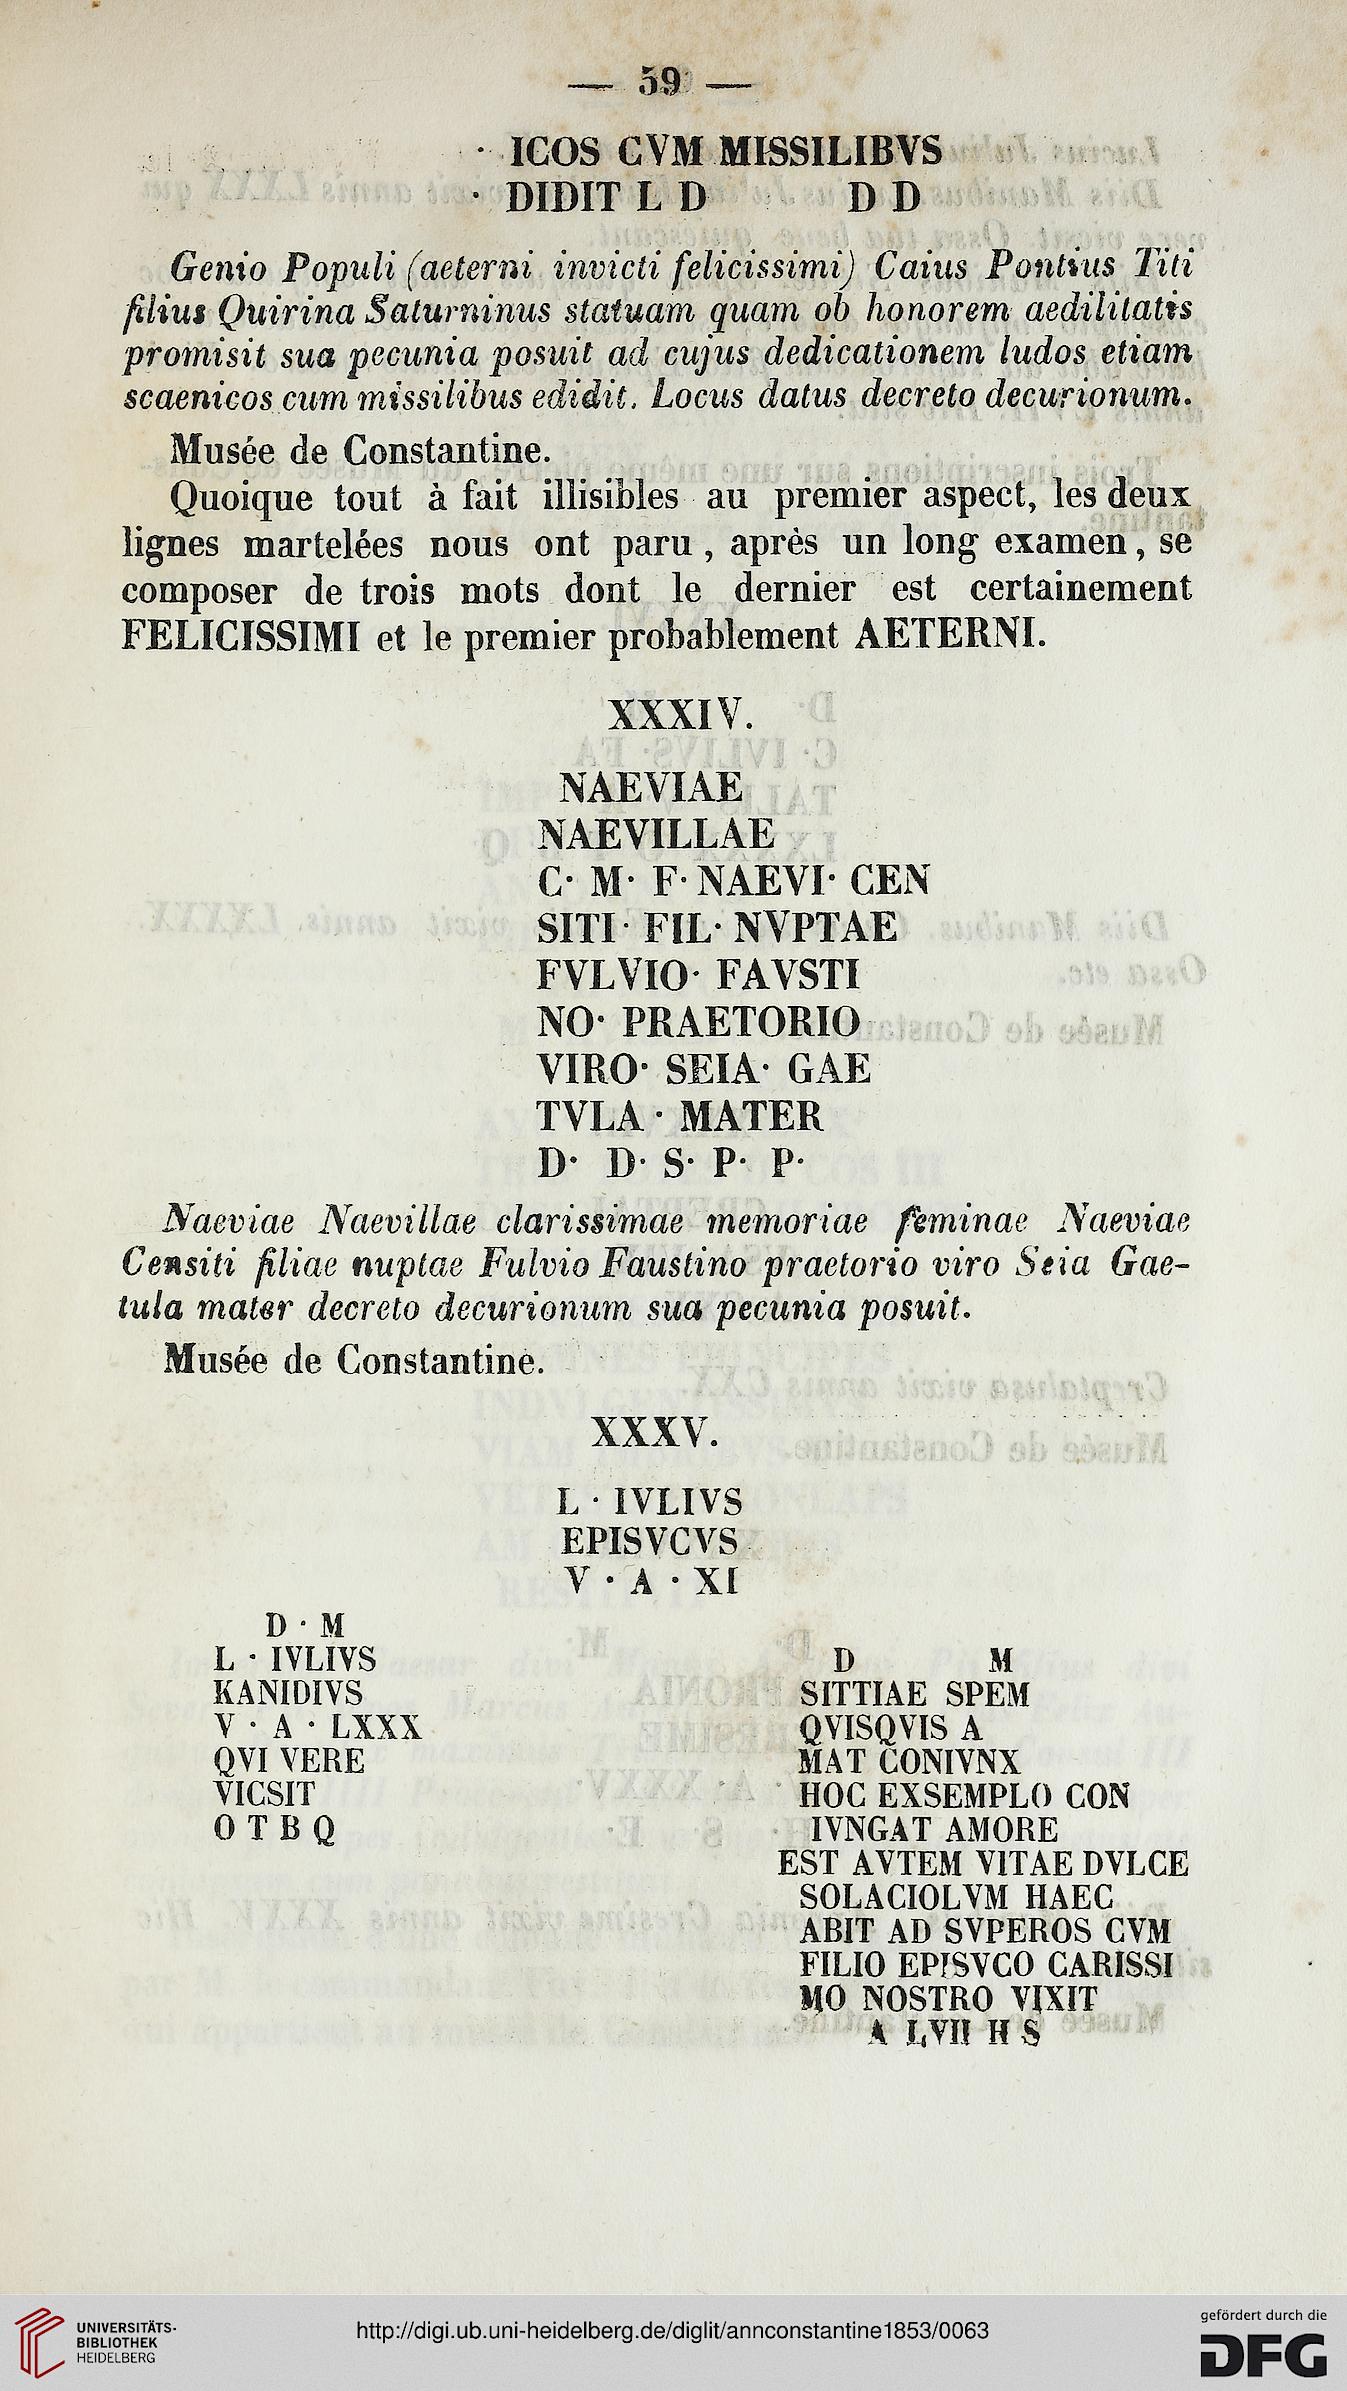 — 59 —
· ICOS CVM MISSILIBVS
· DIDIT L D D D
Genio Populi (aeterni invicti felicissimi) Caius Pontius Titi
filius Quirina Saturninus statuam quam ob honorem aedilitatis
promisit sua pecunia posuit ad cujus dedicationem ludos etiam
scaenicos cum missilibus edidit. Locus datus decreto decurionum.
Musée de Constantine.
Quoique tout à fait illisibles au premier aspect, les deux
lignes martelées nous ont paru, après un long examen, se
composer de trois mots dont le dernier est certainement
FELICISSIMI et le premier probablement AETERNI.
XXXIV.
NAEVIAE
NAEVILLAE
C· M· F· NAEVI· CEN
SITI· FIL· NVPTAE
FVLVIO· FAVSTI
NO· PRAETORIO
VIRO· SEIA· GAE
TVLA · MATER
D· D· S· P· P·
Naeviae Naevillae clarissimae memoriae feminae Naeviae
Censiti filiae nuptae Fulvio Faustino praetorio viro Seia Gae-
tula mater decreto decurionum sua pecunia posuit.
Musée de Constantine.
XXXV.
L · IVLIVS
EPISVCVS
V · A · XI
D · M
L · IVLIVS
KANIDIVS
V · A · LXXX
QVI VERE
VICSIT
O T B Q
D M
SITTIAE SPEM
QVISQVIS A
MAT CONIVNX
HOC EXSEMPLO CON
IVNGAT AMORE
EST AVTEM VITAE DVLCE
SOLACIOLVM HAEC
ABIT AD SVPEROS CVM
FILIO EPISVCO CARISSI
MO NOSTRO VIXIT
A LVII H S
UNIVERSITÄTS-
BIBLIOTHEK
HEIDELBERG
http://digi.ub.uni-heidelberg.de/diglit/annconstantine1853/0063
gefördert durch die
DFG